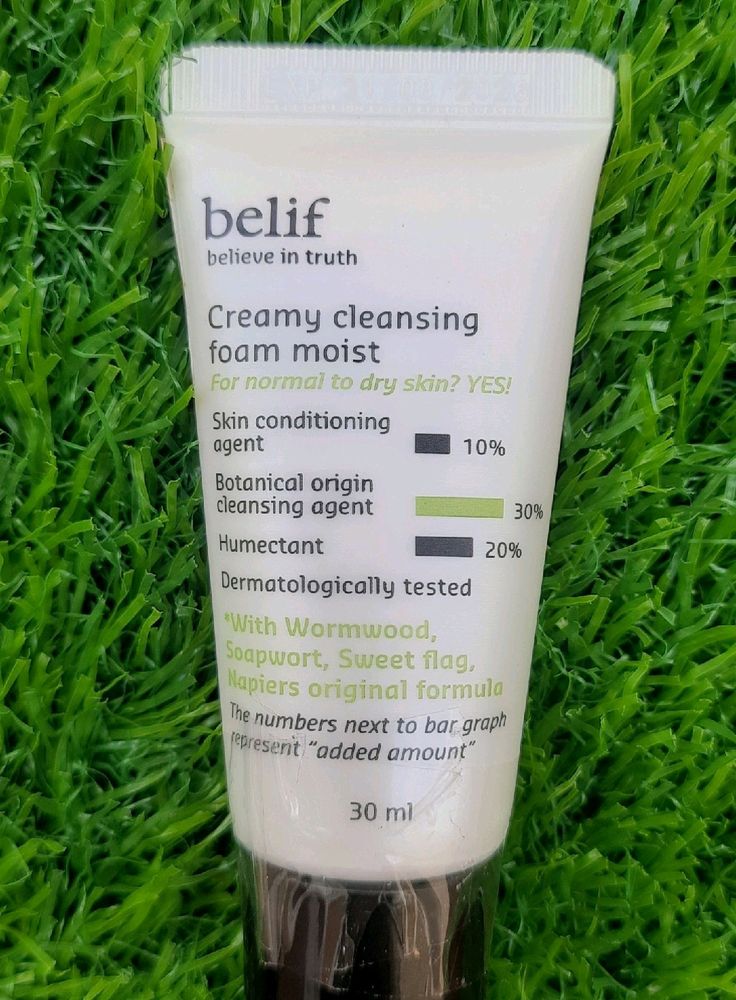 belif
believe in truth
Creamy cleansing
foam moist
For normal to dry skin? YES!
Skin conditioning
agent 10%
Botanical origin
cleansing agent 30%
Humectant 20%
Dermatologically tested
*With Wormwood,
Soapwort, Sweet flag,
Napiers original formula
The numbers next to bar graph
represent "added amount"
30 ml